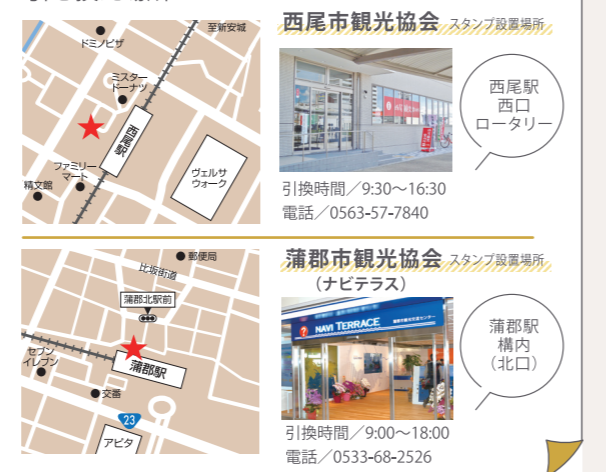 西尾市観光協会 スタンプ設置場所
至新安城
ドミノピザ
ミスター
ドーナツ
西尾駅
ファミリー
マート
精文館
ヴェルサ
ウォーク
西尾駅
西口
ロータリー
引換時間／9:30～16:30
電話／0563-57-7840
蒲郡市観光協会 スタンプ設置場所
（ナビテラス）
郵便局
比坂街道
蒲郡北駅前
セブン
イレブン
蒲郡駅
交番
23
アピタ
NAVI TERRACE
蒲郡駅
構内
（北口）
引換時間／9:00～18:00
電話／0533-68-2526